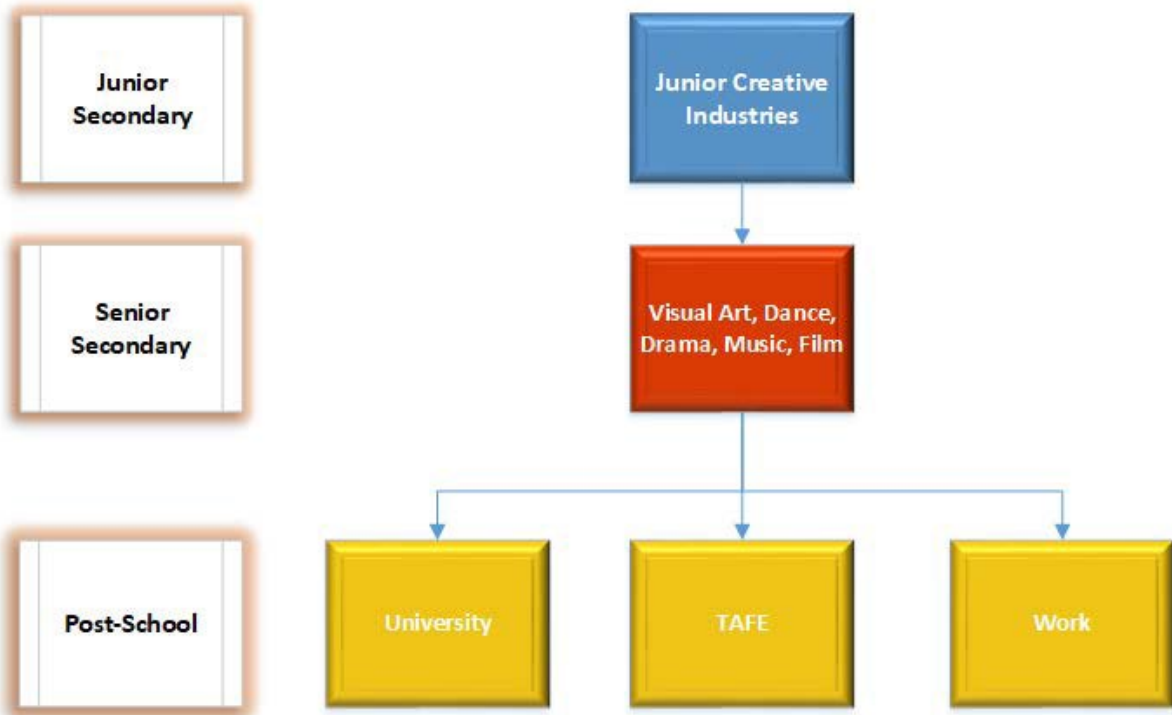 Junior
Secondary
Junior Creative
Industries
Senior
Secondary
Visual Art, Dance,
Drama, Music, Film
Post-School
University
TAFE
Work